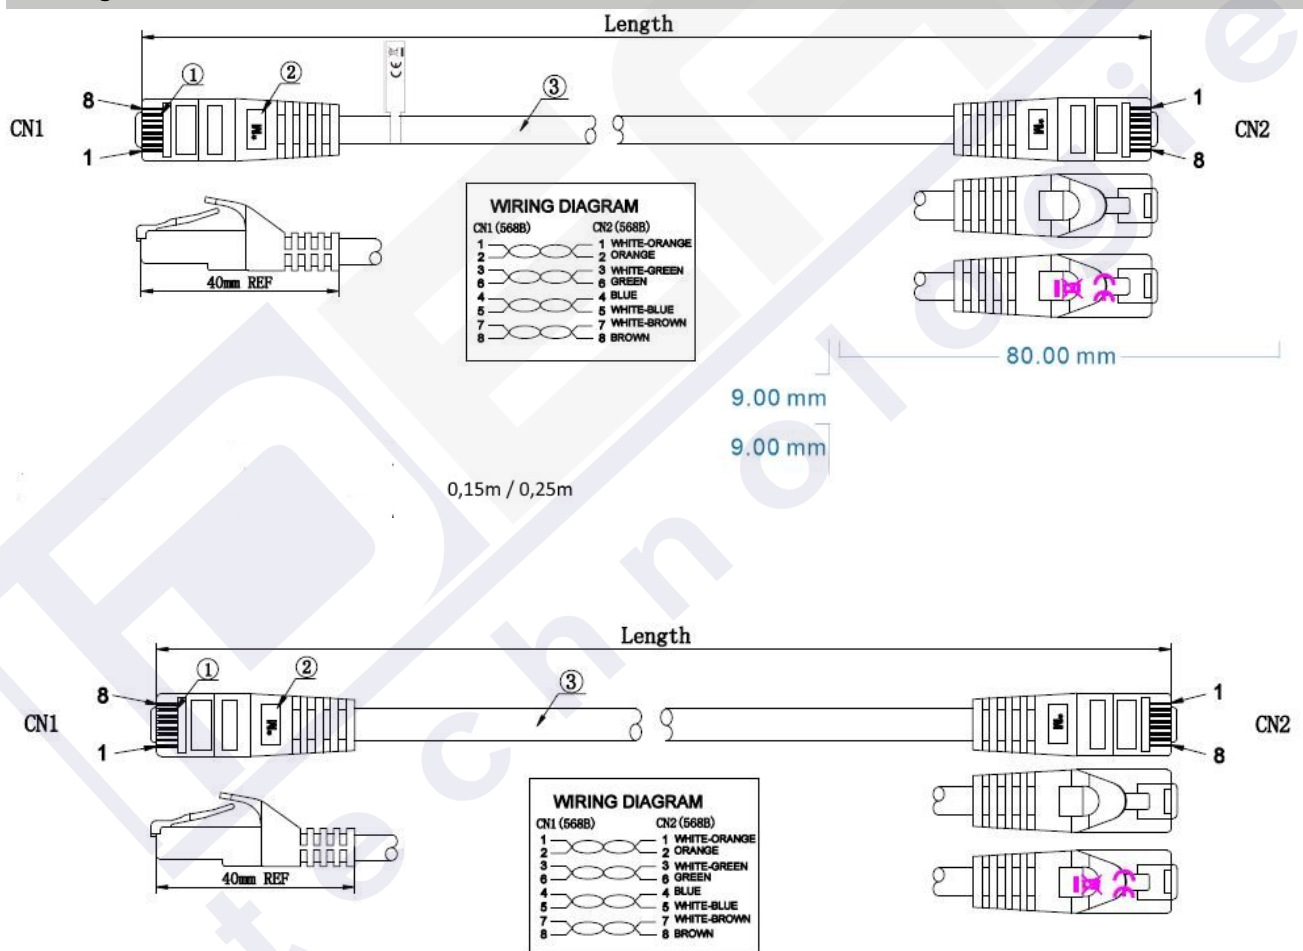 Length
① ② ③
8
CN1
1
CE
M*
M*
1
CN2
8
40mm REF
WIRING DIAGRAM
CN1(568B) CN2(568B)
1 1 WHITE-ORANGE
2 2 ORANGE
3 3 WHITE-GREEN
6 6 GREEN
4 4 BLUE
5 5 WHITE-BLUE
7 7 WHITE-BROWN
8 8 BROWN
CE
80.00 mm
9.00 mm
9.00 mm
0,15m / 0,25m
Length
① ② ③
8
CN1
1
M*
M*
1
CN2
8
40mm REF
WIRING DIAGRAM
CN1(568B) CN2(568B)
1 1 WHITE-ORANGE
2 2 ORANGE
3 3 WHITE-GREEN
6 6 GREEN
4 4 BLUE
5 5 WHITE-BLUE
7 7 WHITE-BROWN
8 8 BROWN
CE